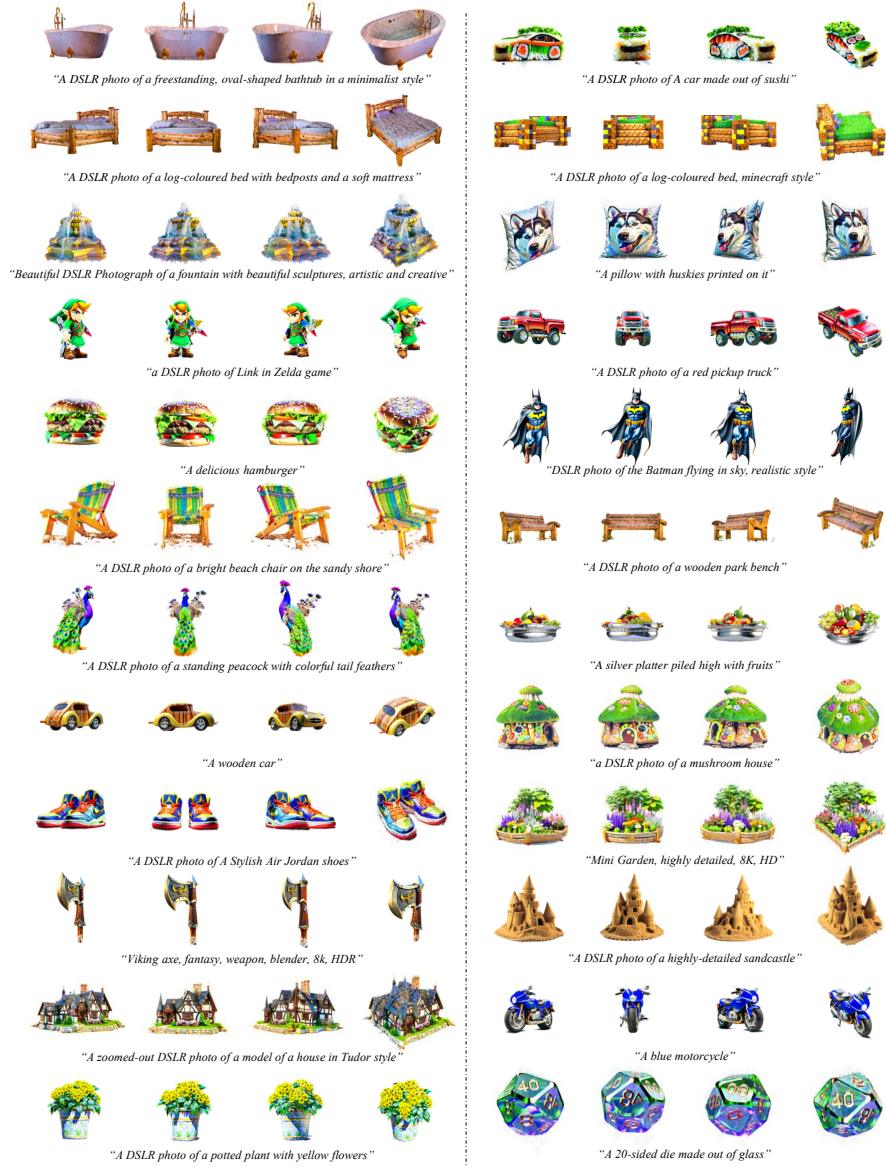 “A DSLR photo of a freestanding, oval-shaped bathtub in a minimalist style”
“A DSLR photo of a log-coloured bed with bedposts and a soft mattress”
“Beautiful DSLR Photograph of a fountain with beautiful sculptures, artistic and creative”
“a DSLR photo of Link in Zelda game”
“A delicious hamburger”
“A DSLR photo of a bright beach chair on the sandy shore”
“A DSLR photo of a standing peacock with colorful tail feathers”
“A wooden car”
“A DSLR photo of A Stylish Air Jordan shoes”
“Viking axe, fantasy, weapon, blender, 8k, HDR”
“A zoomed-out DSLR photo of a model of a house in Tudor style”
“A DSLR photo of a potted plant with yellow flowers”
“A DSLR photo of A car made out of sushi”
“A DSLR photo of a log-coloured bed, minecraft style”
“A pillow with huskies printed on it”
“A DSLR photo of a red pickup truck”
“DSLR photo of the Batman flying in sky, realistic style”
“A DSLR photo of a wooden park bench”
“A silver platter piled high with fruits”
“a DSLR photo of a mushroom house”
“Mini Garden, highly detailed, 8K, HD”
“A DSLR photo of a highly-detailed sandcastle”
“A blue motorcycle”
40
40
“A 20-sided die made out of glass”